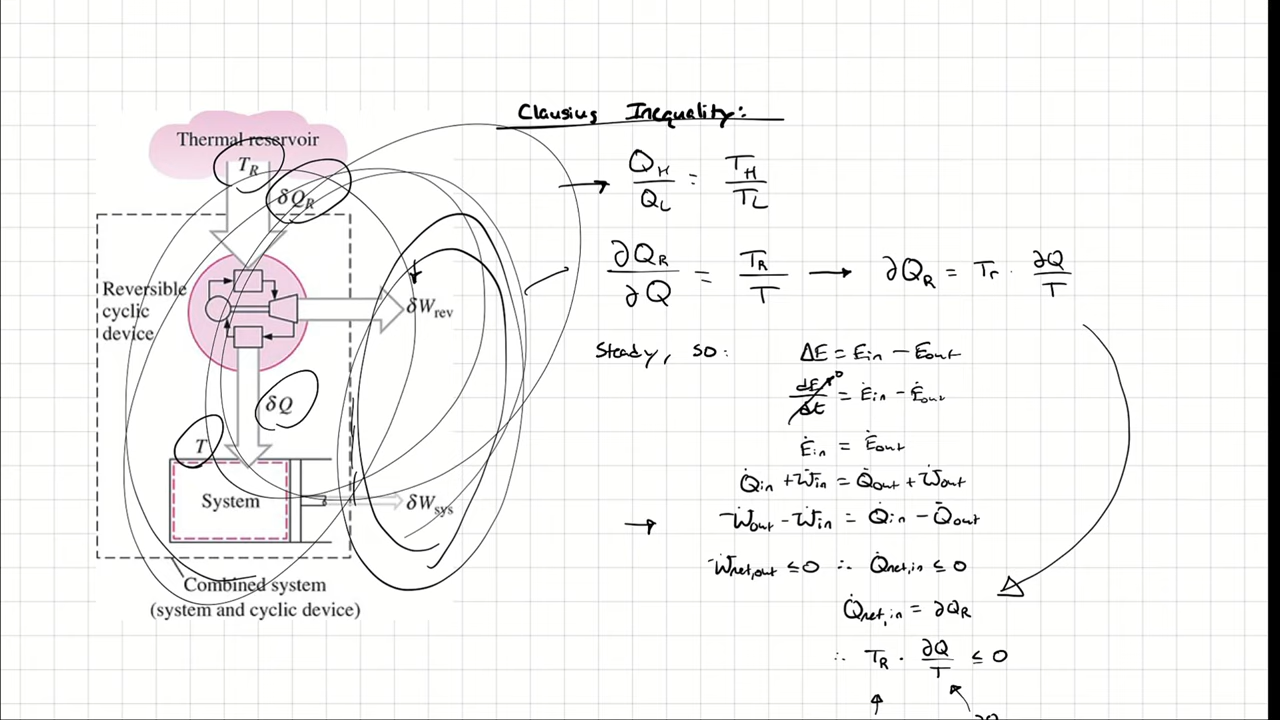 Clausius Inequality:
Thermal reservoir
T_R
δQ_R
Reversible
cyclic
device
δW_rev
δQ
T
System
δW_sys
Combined system
(system and cyclic device)
→ Q_H/Q_L = T_H/T_L
∂Q_R/∂Q = T_R/T → ∂Q_R = T_r · ∂Q/T
Steady, so: ΔE = E_in − E_out
dE/dt ↗0 = Ė_in − Ė_out
Ė_in = Ė_out
Q̇_in + Ẇ_in = Q̇_out + Ẇ_out
→ Ẇ_out − Ẇ_in = Q̇_in − Q̇_out
Ẇ_net,out ≤ 0 ∴ Q̇_net,in ≤ 0
Q̇_net,in = ∂Q_R
∴ T_R · ∂Q/T ≤ 0